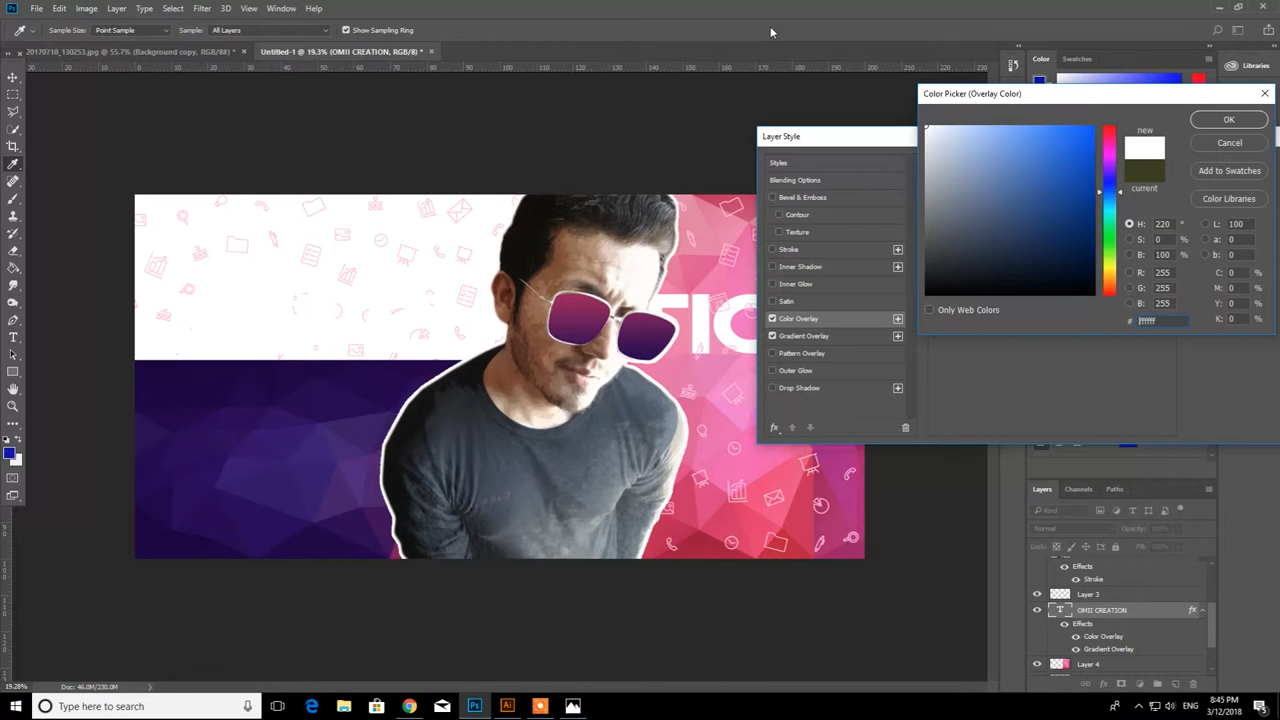 File Edit Image Layer Type Select Filter 3D View Window Help
Sample Size: Point Sample Sample: All Layers Show Sampling Ring
20170710_130253.jpg @ 55.7% (Background copy, RGB/8#) * × Untitled-1 @ 19.3% (OMII CREATION, RGB/8) * ×
Color Swatches Libraries
Color Picker (Overlay Color)
OK
new
Cancel
Add to Swatches
current
Color Libraries
H: 220 ° L: 100
S: 0 % a: 0
B: 100 % b: 0
R: 255 C: 0 %
G: 255 M: 0 %
B: 255 Y: 0 %
# ffffff K: 0 %
Only Web Colors
Layer Style
Styles
Blending Options
Bevel & Emboss
Contour
Texture
Stroke
Inner Shadow
Inner Glow
Satin
Color Overlay
Gradient Overlay
Pattern Overlay
Outer Glow
Drop Shadow
fx
Layers Channels Paths
Kind
Normal Opacity: 100%
Lock: Fill: 100%
Effects
Stroke
Layer 3
T OMII CREATION fx
Effects
Color Overlay
Gradient Overlay
Layer 4
19.28% Doc: 46.0M/230.0M
Type here to search
ENG 8:45 PM
3/12/2018